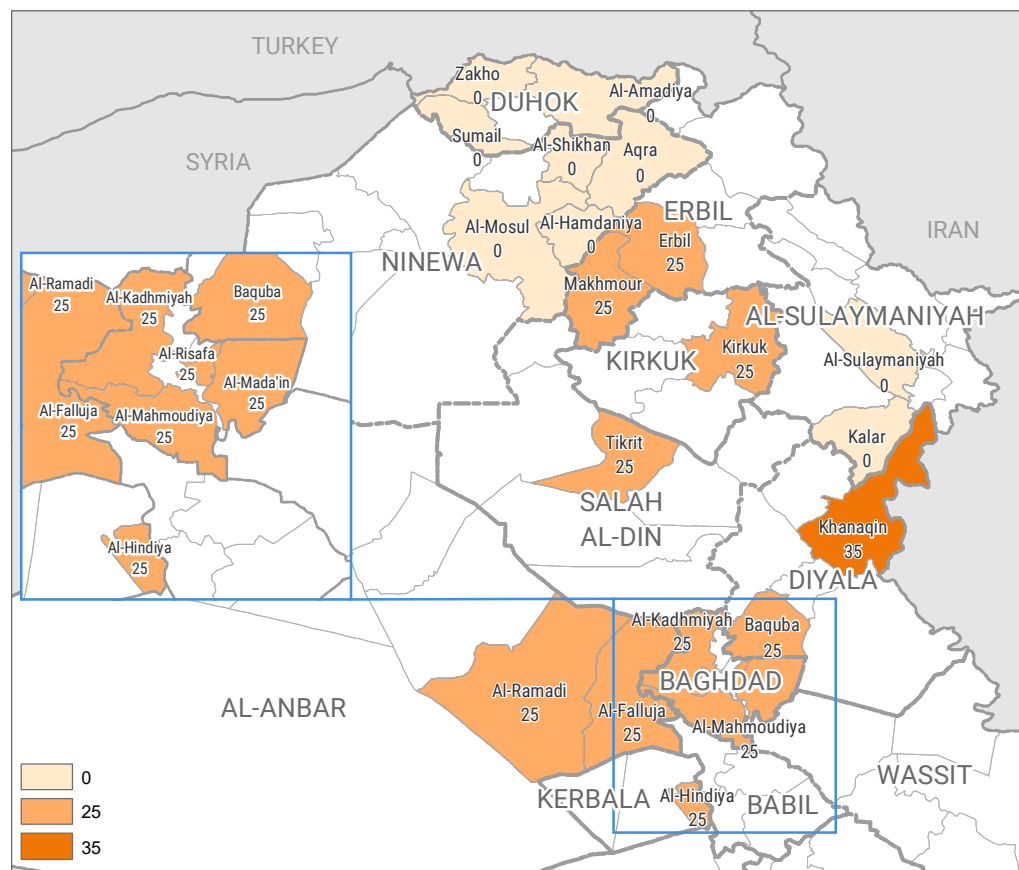 TURKEY
Zakho
0
DUHOK
Al-Amadiya
0
Sumail
0
Al-Shikhan
0
Aqra
0
SYRIA
Al-Mosul
0
Al-Hamdaniya
0
ERBIL
Erbil
25
IRAN
NINEWA
Makhmour
25
AL-SULAYMANIYAH
Al-Sulaymaniyah
0
KIRKUK
Kirkuk
25
Kalar
0
Tikrit
25
SALAH
AL-DIN
Khanaqin
35
DIYALA
Al-Ramadi
25
Al-Kadhmiyah
25
Baquba
25
Al-Risafa
25
Al-Mada'in
25
Al-Falluja
25
Al-Mahmoudiya
25
Al-Hindiya
25
Al-Kadhmiyah
25
Baquba
25
BAGHDAD
Al-Ramadi
25
Al-Falluja
25
Al-Mahmoudiya
25
AL-ANBAR
KERBALA
Al-Hindiya
25
BABIL
WASSIT
0
25
35